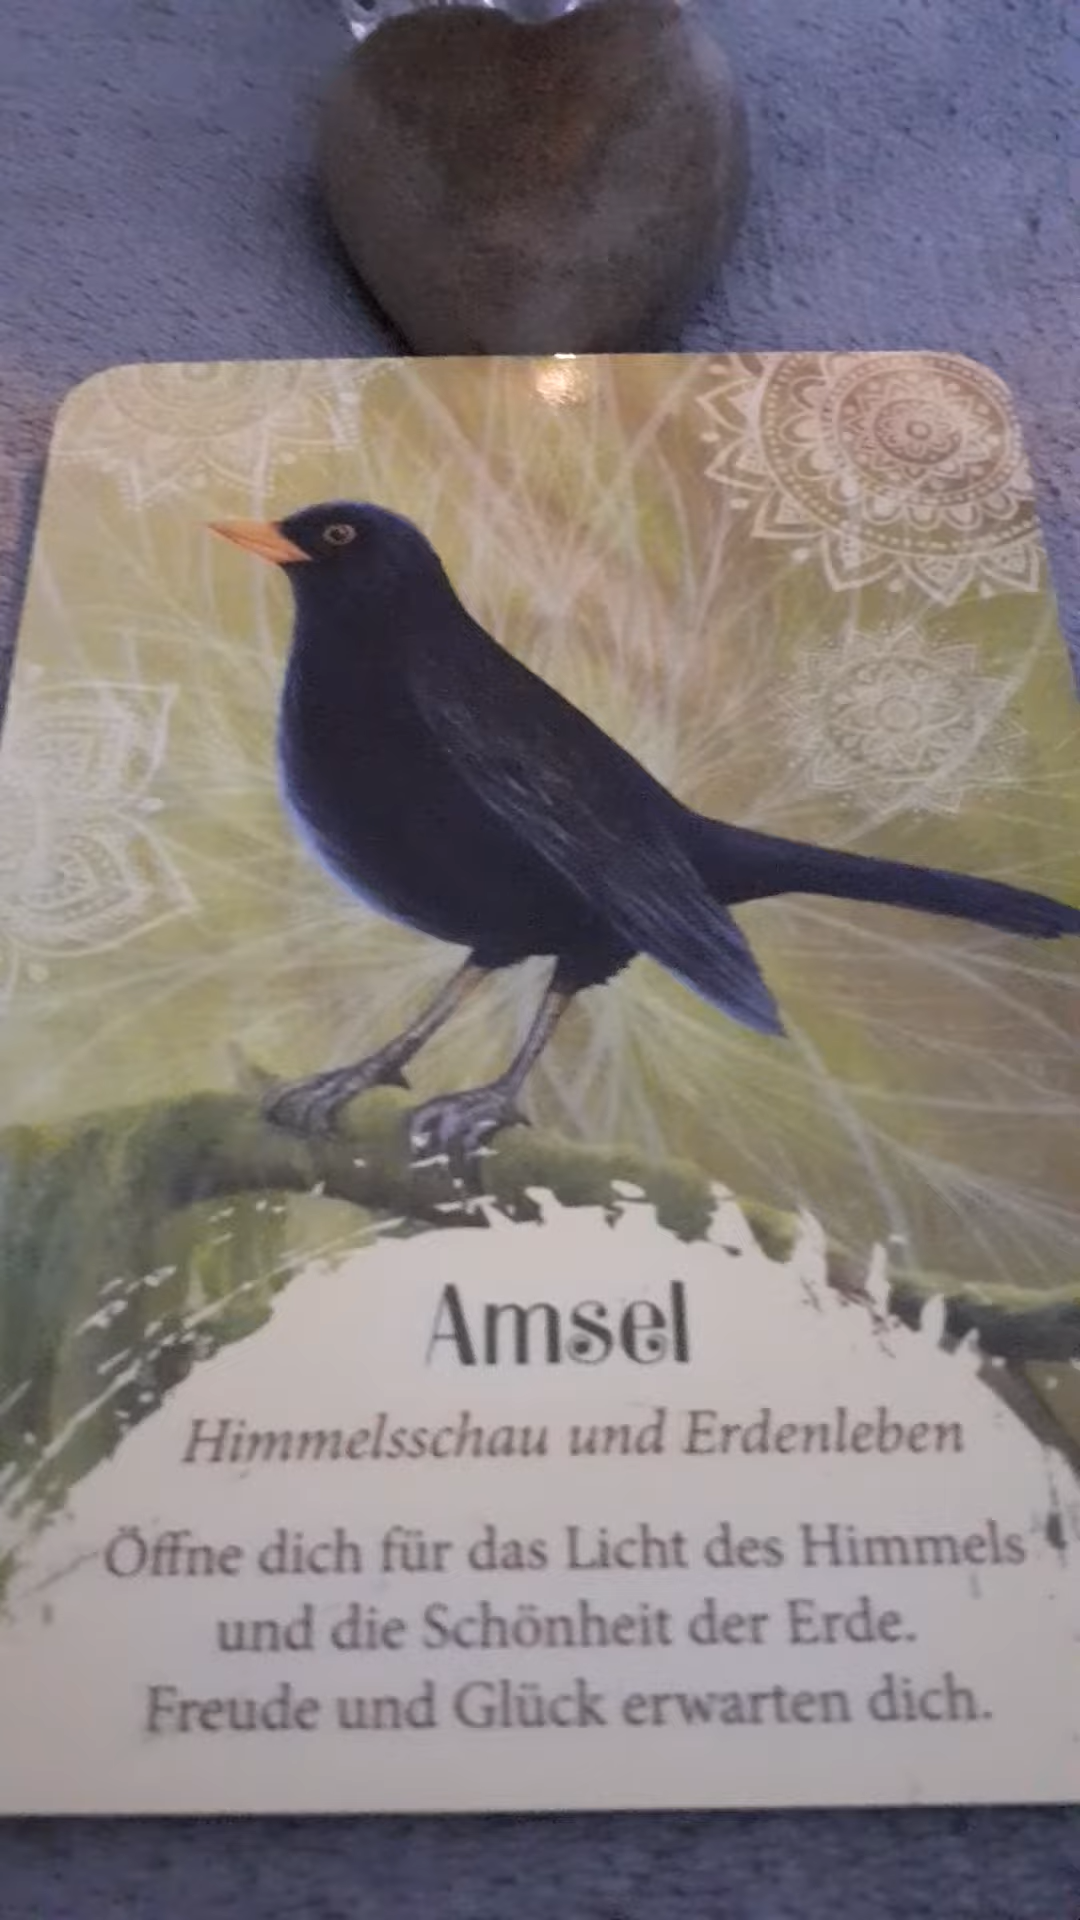 Amsel
Himmelsschau und Erdenleben
Öffne dich für das Licht des Himmels
und die Schönheit der Erde.
Freude und Glück erwarten dich.